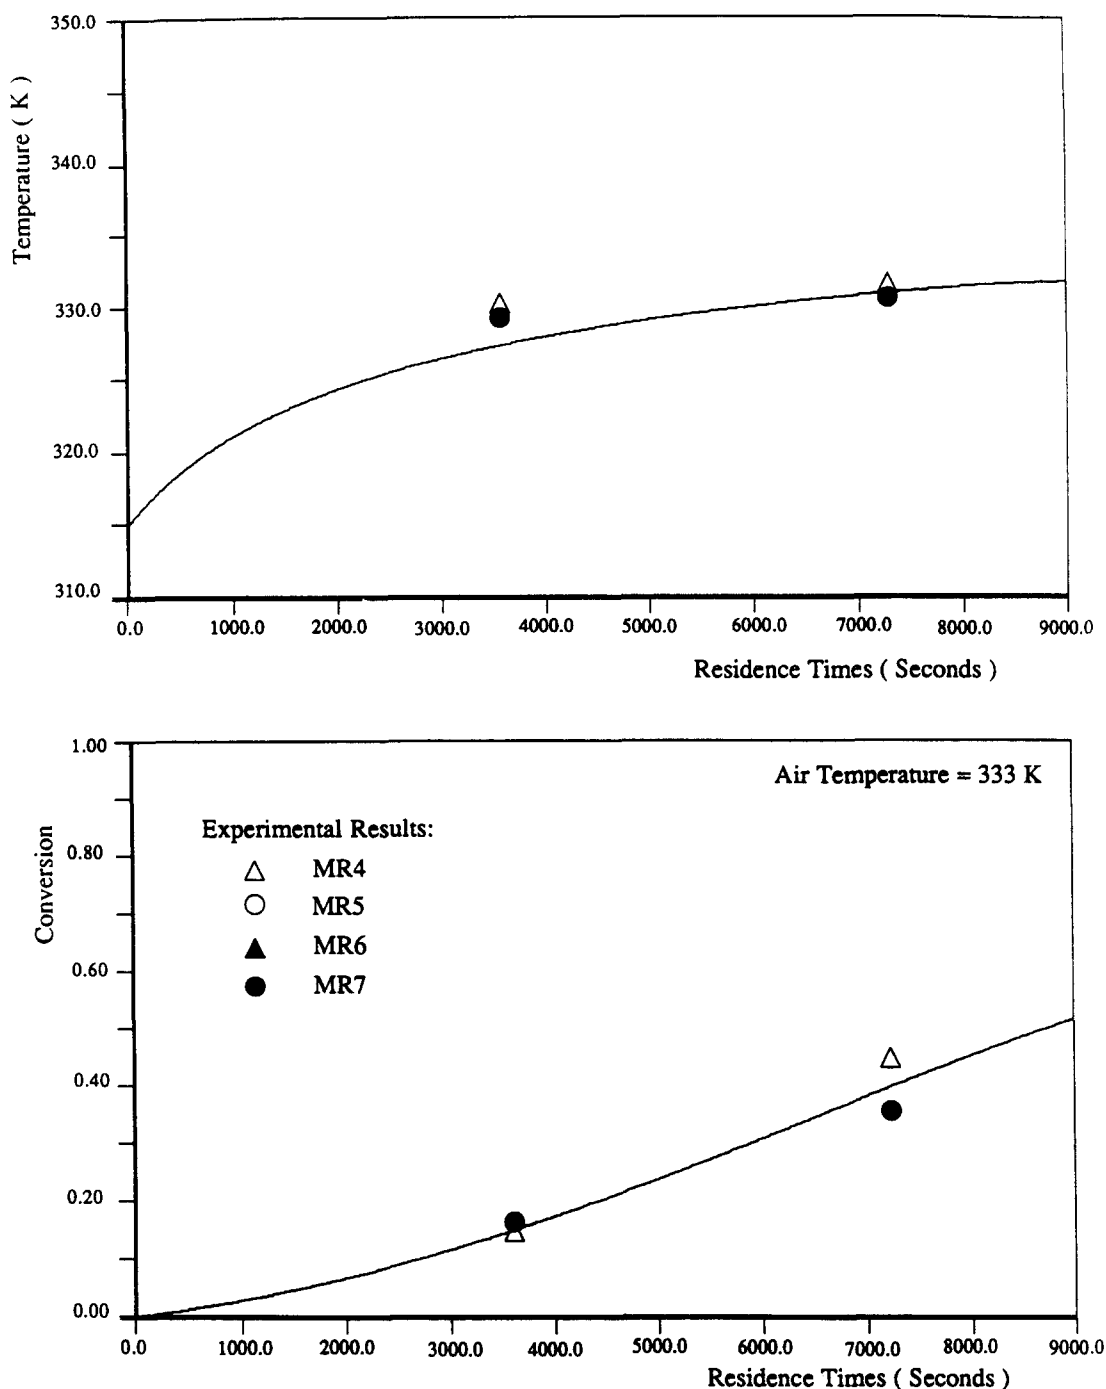 350.0
Temperature ( K )
340.0
330.0
320.0
310.0
0.0 1000.0 2000.0 3000.0 4000.0 5000.0 6000.0 7000.0 8000.0 9000.0
Residence Times ( Seconds )
1.00
Air Temperature = 333 K
Conversion
Experimental Results:
0.80
MR4
MR5
MR6
0.60
MR7
0.40
0.20
0.00
0.0 1000.0 2000.0 3000.0 4000.0 5000.0 6000.0 7000.0 8000.0 9000.0
Residence Times ( Seconds )